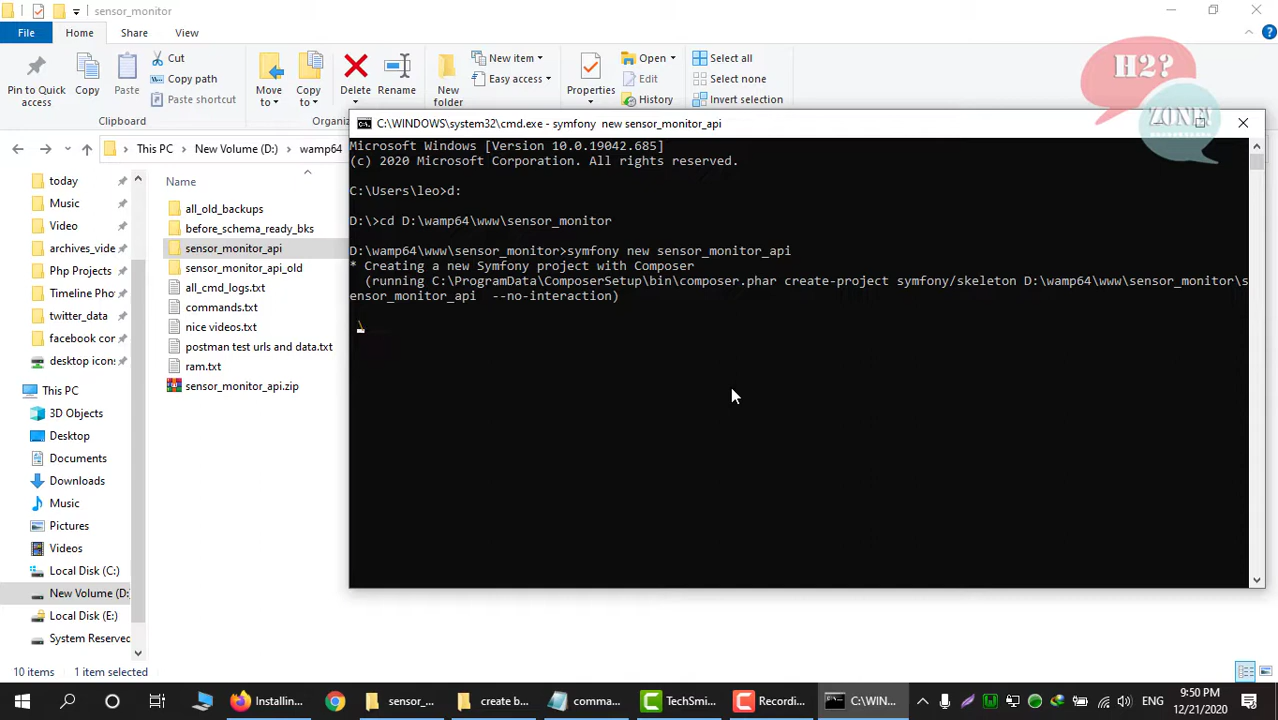 sensor_monitor
File
Home
Share
View
Pin to Quick access
Copy
Paste
Cut
Copy path
Paste shortcut
Clipboard
Move to
Copy to
Delete
Rename
Organi
New folder
New item
Easy access
Properties
Open
Edit
History
Select all
Select none
Invert selection
H2?
ZONE!
This PC
New Volume (D:)
wamp64
Name
today
Music
Video
archives_vide
Php Projects
Timeline Pho
twitter_data
facebook cor
desktop icon
This PC
3D Objects
Desktop
Documents
Downloads
Music
Pictures
Videos
Local Disk (C:)
New Volume (D:
Local Disk (E:)
System Reserved
all_old_backups
before_schema_ready_bks
sensor_monitor_api
sensor_monitor_api_old
all_cmd_logs.txt
commands.txt
nice videos.txt
postman test urls and data.txt
ram.txt
sensor_monitor_api.zip
C:\WINDOWS\system32\cmd.exe - symfony  new sensor_monitor_api
Microsoft Windows [Version 10.0.19042.685]
(c) 2020 Microsoft Corporation. All rights reserved.
C:\Users\leo>d:
D:\>cd D:\wamp64\www\sensor_monitor
D:\wamp64\www\sensor_monitor>symfony new sensor_monitor_api
* Creating a new Symfony project with Composer
(running C:\ProgramData\ComposerSetup\bin\composer.phar create-project symfony/skeleton D:\wamp64\www\sensor_monitor\s
ensor_monitor_api  --no-interaction)
\
10 items
1 item selected
Installin
sensor_...
create b...
comma...
TechSmi...
Recordi...
C:\WIN...
ENG
9:50 PM
12/21/2020